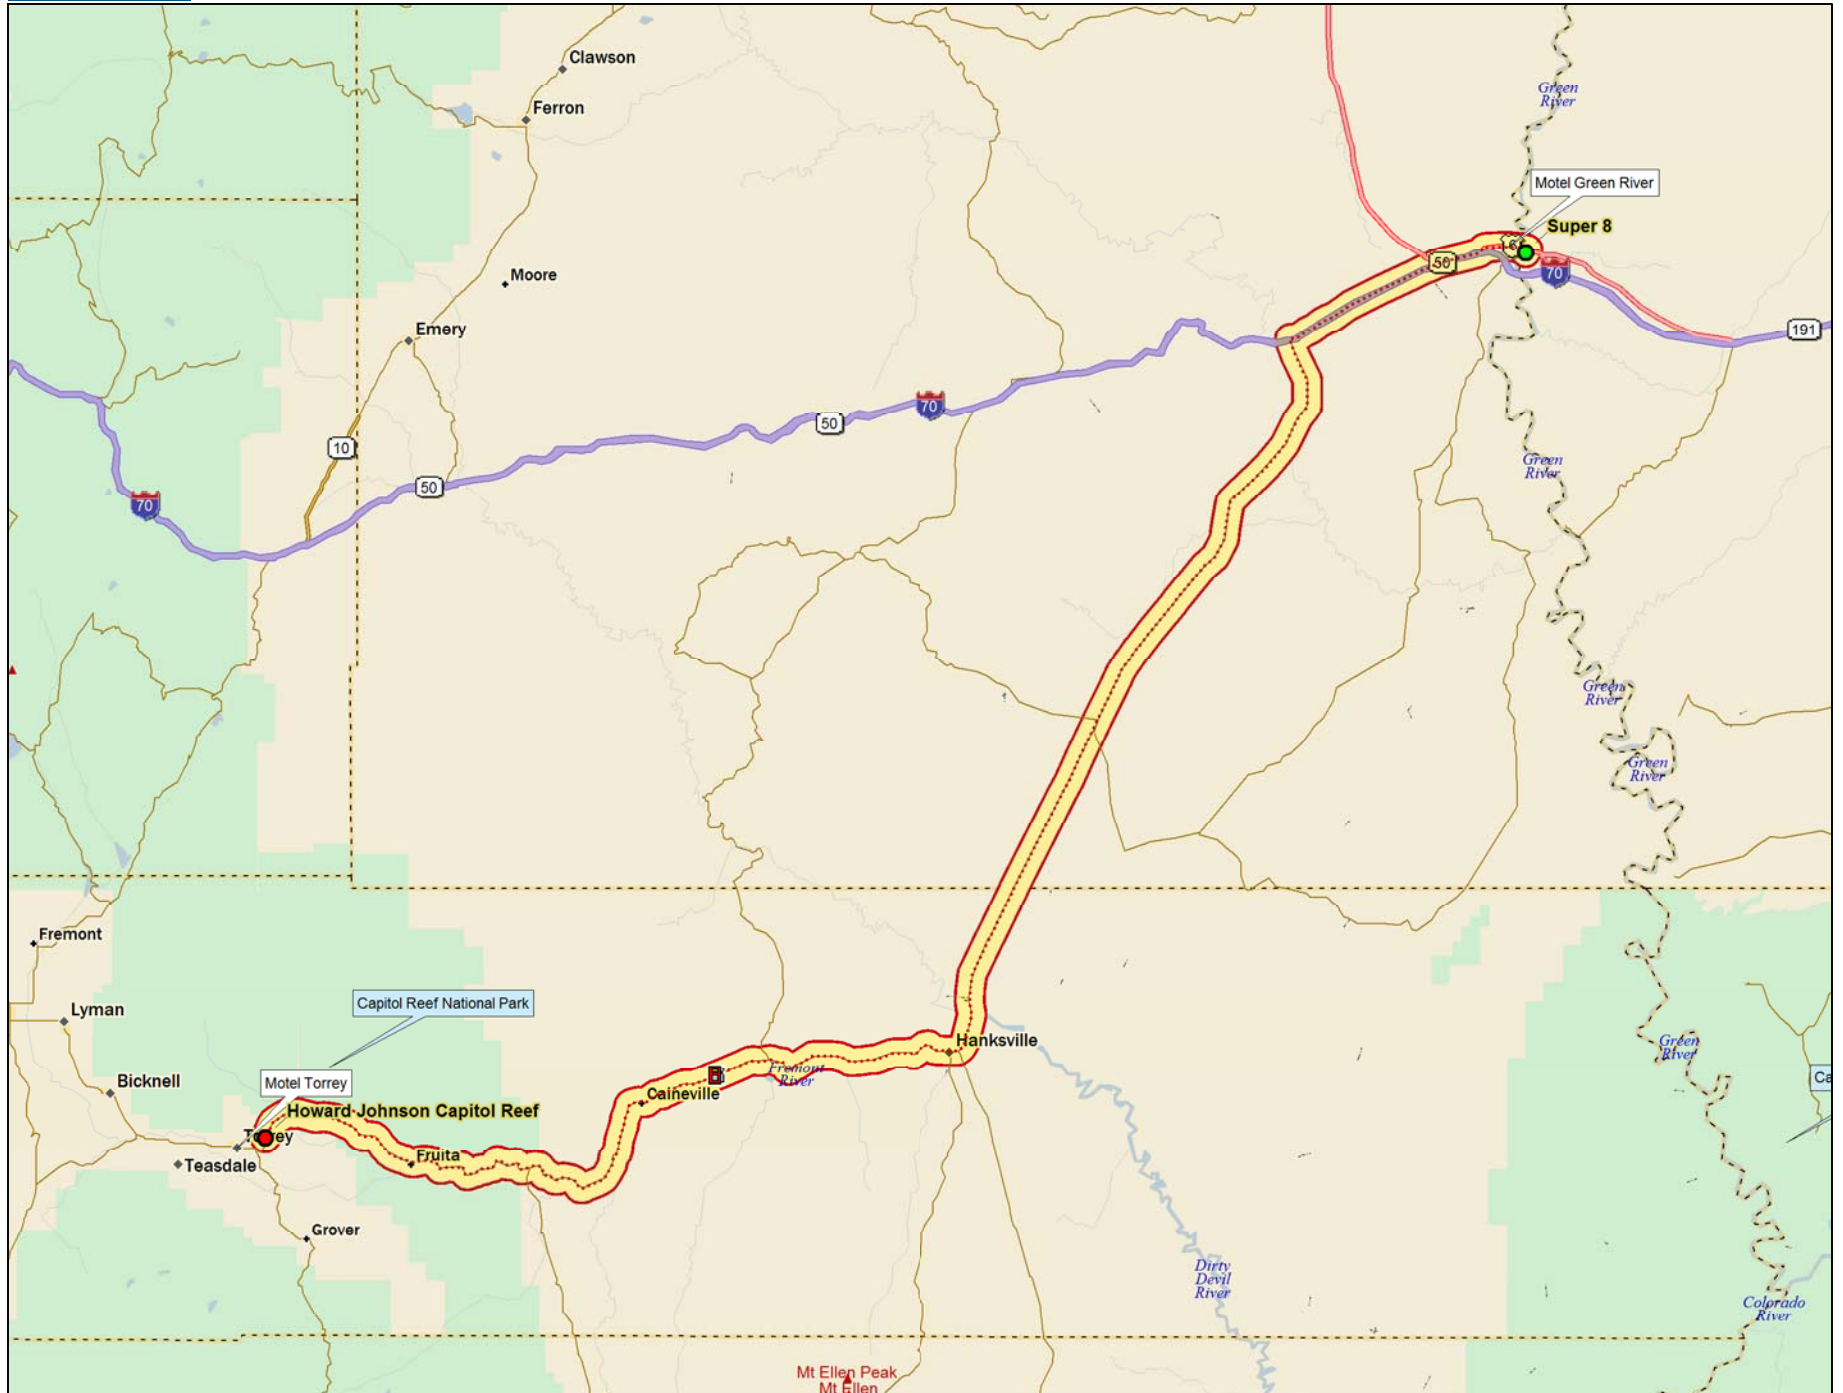 Clawson
Ferron
Green
River
Motel Green River
Super 8
50
70
Moore
Emery
191
70
50
10
50
70
Green
River
Green
River
Green
River
Fremont
Lyman
Capitol Reef National Park
Hanksville
Green
River
Bicknell
Motel Torrey
Fremont
River
Caineville
Howard Johnson Capitol Reef
Torrey
Fruita
Teasdale
Grover
Dirty
Devil
River
Colorado
River
Mt Ellen Peak
Mt Ellen